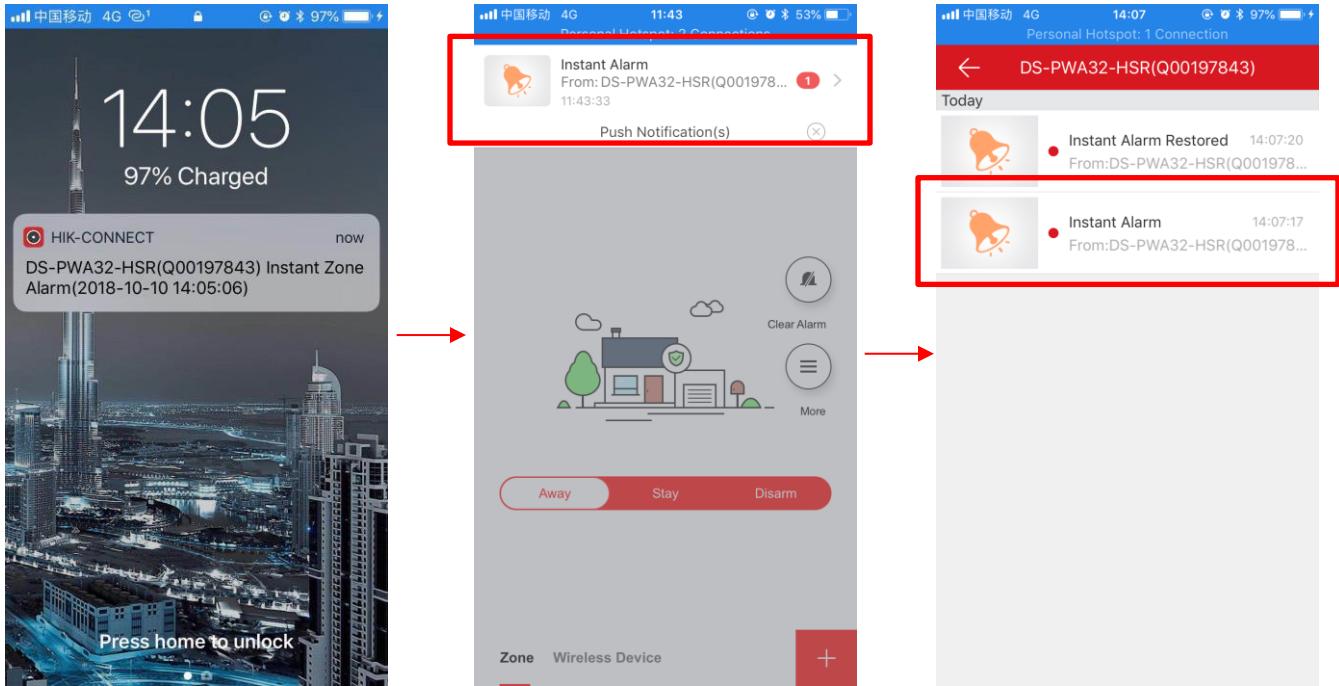 中国移动 4G 97%
14:05
97% Charged
HIK-CONNECT now
DS-PWA32-HSR(Q00197843) Instant Zone
Alarm(2018-10-10 14:05:06)
Press home to unlock
中国移动 4G 11:43 53%
Personal Hotspot: 2 Connections
Instant Alarm
From: DS-PWA32-HSR(Q001978... 1
11:43:33
Push Notification(s)
Clear Alarm
More
Away Stay Disarm
Zone Wireless Device
中国移动 4G 14:07 97%
Personal Hotspot: 1 Connection
DS-PWA32-HSR(Q00197843)
Today
Instant Alarm Restored 14:07:20
From:DS-PWA32-HSR(Q001978...
Instant Alarm 14:07:17
From:DS-PWA32-HSR(Q001978...